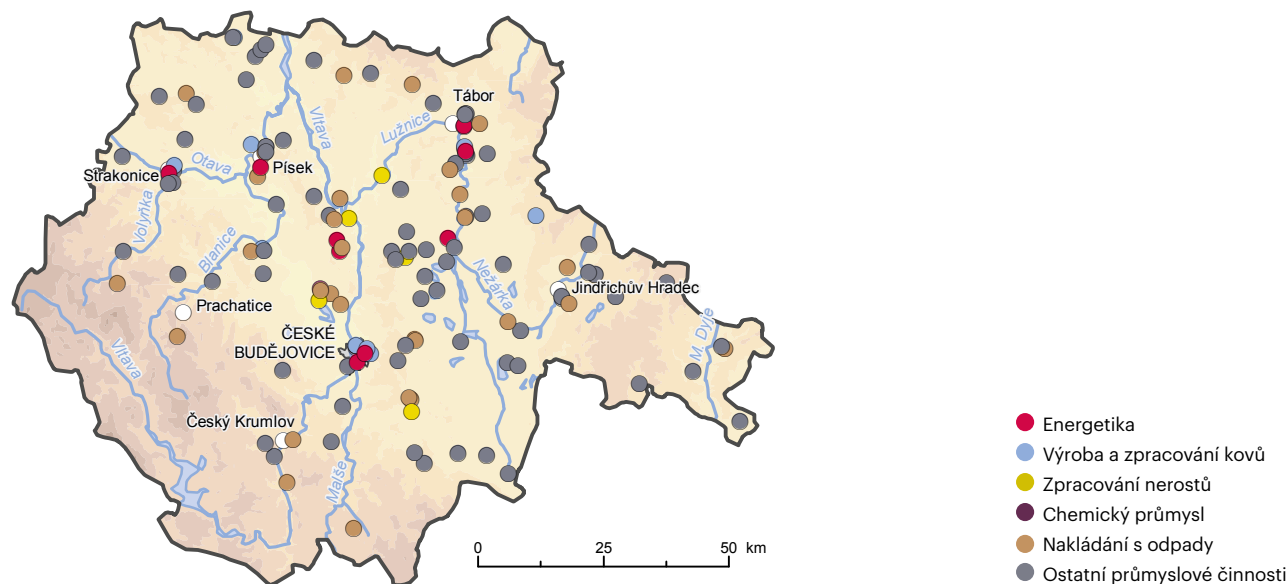 Tábor
Vltava
Lužnice
Otava
Písek
Strakonice
Volyňka
Blanice
Nežárka
Jindřichův Hradec
Prachatice
ČESKÉ
BUDĚJOVICE
M. Dyje
Vltava
Český Krumlov
Malše
0 25 50 km
Energetika
Výroba a zpracování kovů
Zpracování nerostů
Chemický průmysl
Nakládání s odpady
Ostatní průmyslové činnosti